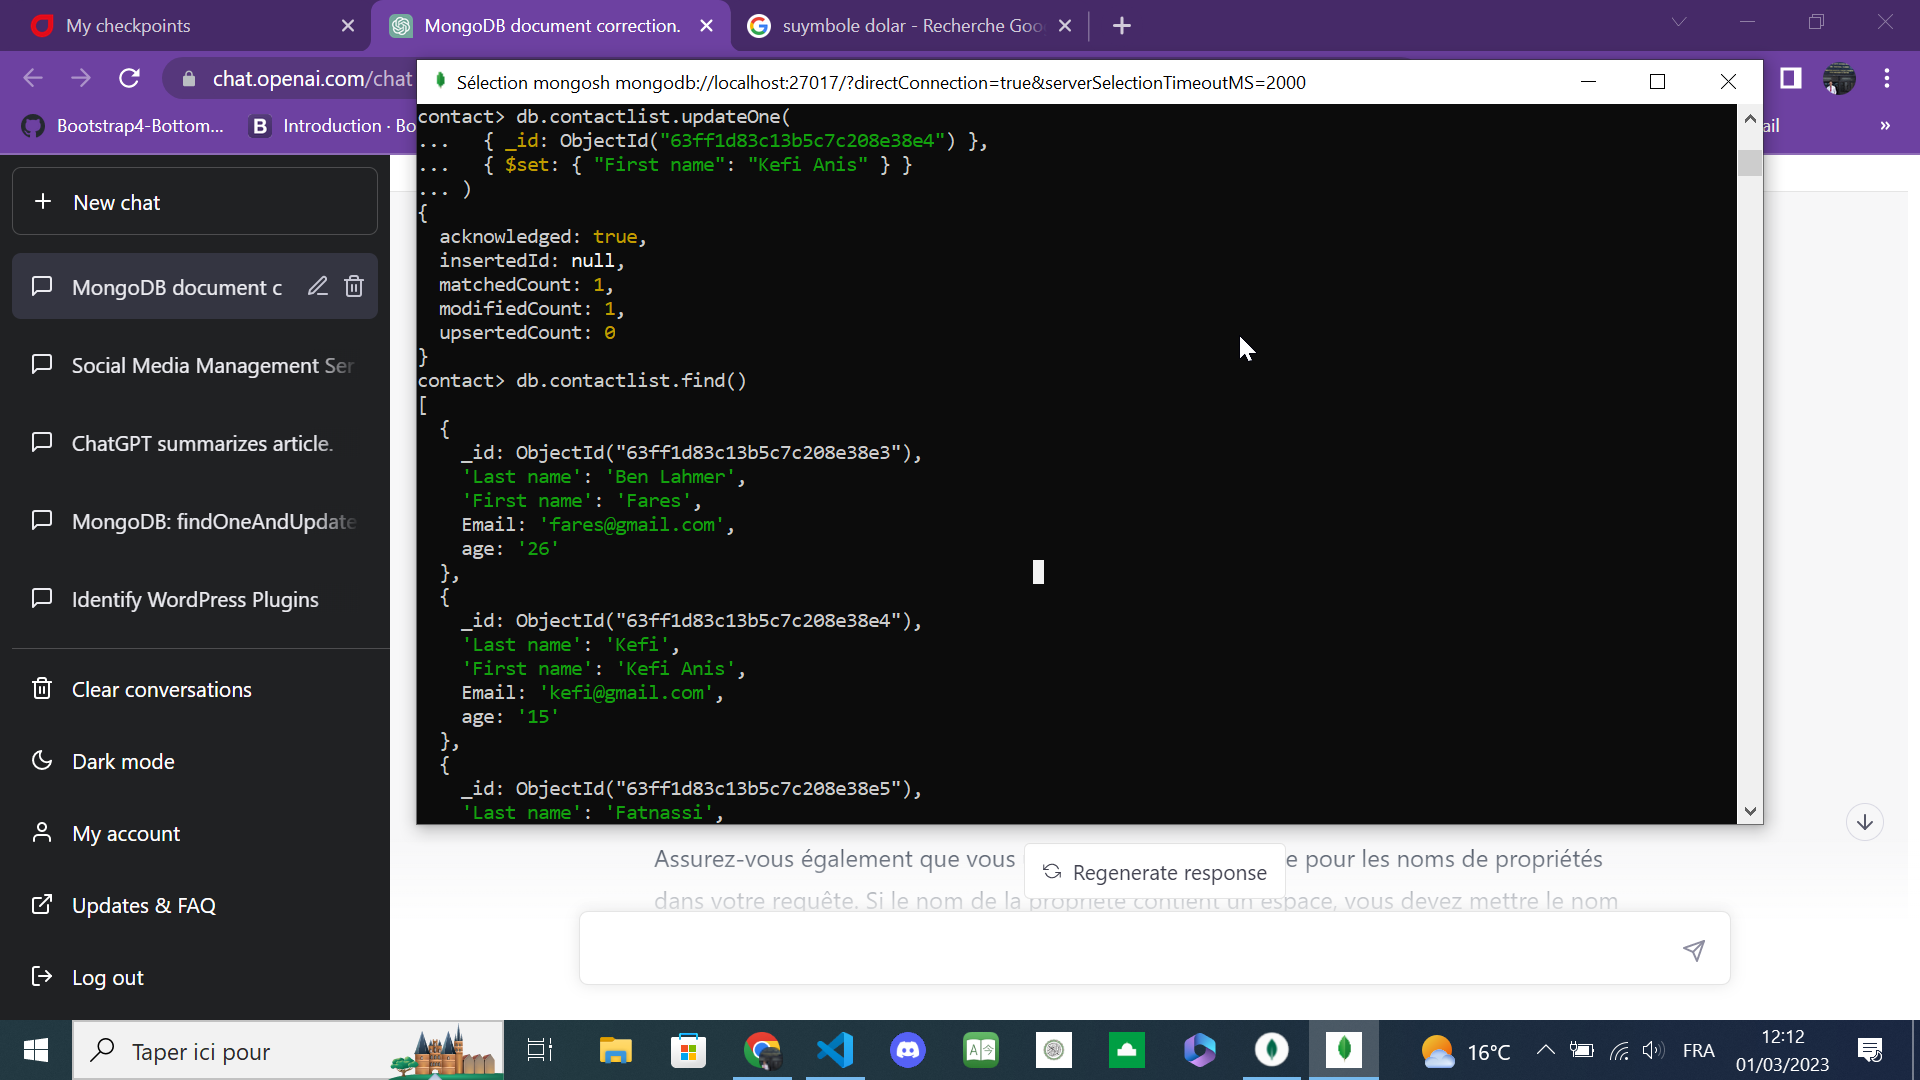 My checkpoints
MongoDB document correction.
suymbole dolar - Recherche Goo
chat.openai.com/chat
Bootstrap4-Bottom...
Introduction · Bo
ail
»
Sélection mongosh mongodb://localhost:27017/?directConnection=true&serverSelectionTimeoutMS=2000
contact> db.contactlist.updateOne(
...   { _id: ObjectId("63ff1d83c13b5c7c208e38e4") },
...   { $set: { "First name": "Kefi Anis" } }
... )
{
  acknowledged: true,
  insertedId: null,
  matchedCount: 1,
  modifiedCount: 1,
  upsertedCount: 0
}
contact> db.contactlist.find()
[
  {
    _id: ObjectId("63ff1d83c13b5c7c208e38e3"),
    'Last name': 'Ben Lahmer',
    'First name': 'Fares',
    Email: 'fares@gmail.com',
    age: '26'
  },
  {
    _id: ObjectId("63ff1d83c13b5c7c208e38e4"),
    'Last name': 'Kefi',
    'First name': 'Kefi Anis',
    Email: 'kefi@gmail.com',
    age: '15'
  },
  {
    _id: ObjectId("63ff1d83c13b5c7c208e38e5"),
    'Last name': 'Fatnassi',
New chat
MongoDB document c
Social Media Management Ser
ChatGPT summarizes article.
MongoDB: findOneAndUpdate
Identify WordPress Plugins
Clear conversations
Dark mode
My account
Updates & FAQ
Log out
Assurez-vous également que vous
e pour les noms de propriétés
Regenerate response
dans votre requête. Si le nom de la propriété contient un espace, vous devez mettre le nom
Taper ici pour
16°C
FRA
12:12
01/03/2023